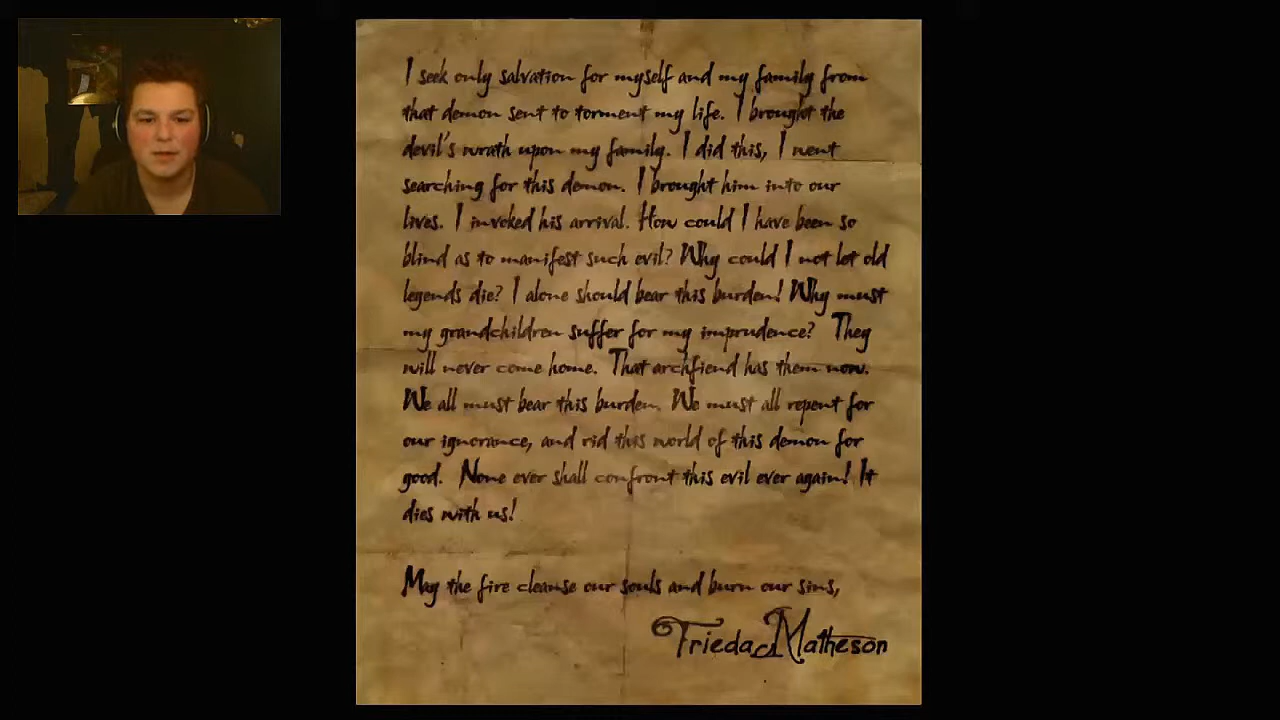 I seek only salvation for myself and my family from
that demon sent to torment my life. I brought the
devil's wrath upon my family. I did this, I went
searching for this demon. I brought him into our
lives. I invoked his arrival. How could I have been so
blind as to manifest such evil? Why could I not let old
legends die? I alone should bear this burden! Why must
my grandchildren suffer for my imprudence? They
will never come home. That archfiend has them now.
We all must bear this burden. We must all repent for
our ignorance, and rid this world of this demon for
good. None ever shall confront this evil ever again! It
dies with us!
May the fire cleanse our souls and burn our sins,
Frieda Matheson